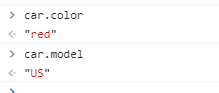 > car.color
< "red"
> car.model
< "US"
>